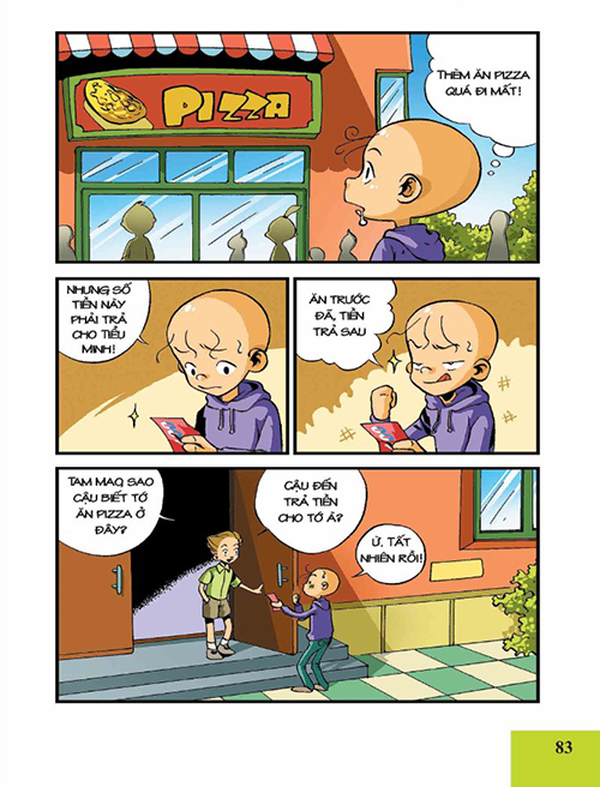 PIZZA
THÈM ĂN PIZZA
QUÁ ĐI MẤT!
NHƯNG SỐ
TIỀN NÀY
PHẢI TRẢ
CHO TIỂU
MINH!
ĂN TRƯỚC
ĐÃ, TIỀN
TRẢ SAU
TAM MAO, SAO
CẬU BIẾT TỚ
ĂN PIZZA Ở
ĐÂY?
CẬU ĐẾN
TRẢ TIỀN
CHO TỚ À?
Ừ, TẤT
NHIÊN RỒI!
83